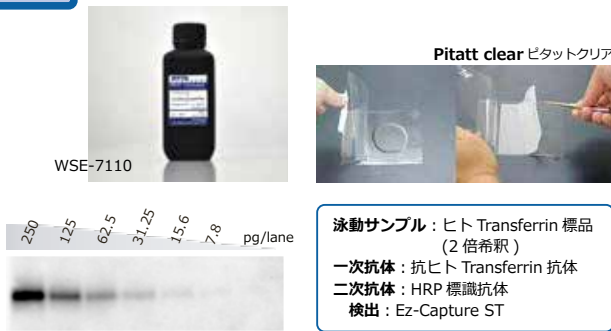 Pitatt clear ピタットクリア
WSE-7110
250 125 62.5 31.25 15.6 7.8 pg/lane
泳動サンプル：ヒト Transferrin 標品
(2 倍希釈 )
一次抗体：抗ヒト Transferrin 抗体
二次抗体：HRP 標識抗体
検出：Ez-Capture ST